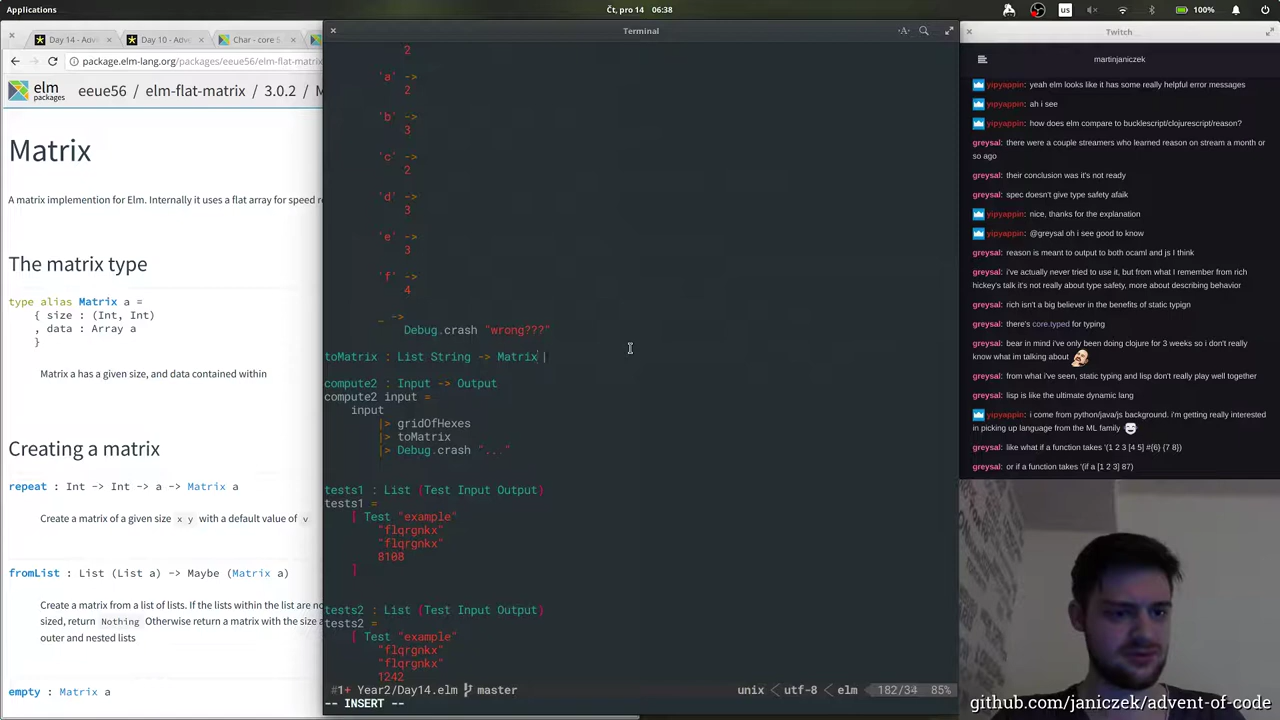 Applications
Čt, pro 14 06:38
us
100%
Day 14 - Adve
Day 10 - Adv
Char - core 5
package.elm-lang.org/packages/eeue56/elm-flat-matrix
elm packages
eeue56 / elm-flat-matrix / 3.0.2 / M
Matrix
A matrix implemention for Elm. Internally it uses a flat array for speed r
The matrix type
type alias Matrix a =
{ size : (Int, Int)
, data : Array a
}
Matrix a has a given size, and data contained within
Creating a matrix
repeat : Int -> Int -> a -> Matrix a
Create a matrix of a given size x y with a default value of v
fromList : List (List a) -> Maybe (Matrix a)
Create a matrix from a list of lists. If the lists within the list are no
sized, return Nothing Otherwise return a matrix with the size a
outer and nested lists
empty : Matrix a
Terminal
2
'a' ->
2
'b' ->
3
'c' ->
2
'd' ->
3
'e' ->
3
'f' ->
4
_ ->
Debug.crash "wrong???"
toMatrix : List String -> Matrix
compute2 : Input -> Output
compute2 input =
input
|> gridOfHexes
|> toMatrix
|> Debug.crash "..."
tests1 : List (Test Input Output)
tests1 =
[ Test "example"
"flqrgnkx"
"flqrgnkx"
8108
]
tests2 : List (Test Input Output)
tests2 =
[ Test "example"
"flqrgnkx"
"flqrgnkx"
1242
#1+ Year2/Day14.elm master
unix utf-8 elm 182/34 85%
-- INSERT --
Twitch
martinjaniczek
yipyappin: yeah elm looks like it has some really helpful error messages
yipyappin: ah i see
yipyappin: how does elm compare to bucklescript/clojurescript/reason?
greysal: there were a couple streamers who learned reason on stream a month or
so ago
greysal: their conclusion was it's not ready
greysal: spec doesn't give type safety afaik
yipyappin: nice, thanks for the explanation
yipyappin: @greysal oh i see good to know
greysal: reason is meant to output to both ocaml and js I think
greysal: i've actually never tried to use it, but from what I remember from rich
hickey's talk it's not really about type safety, more about describing behavior
greysal: rich isn't a big believer in the benefits of static typign
greysal: there's core.typed for typing
greysal: bear in mind i've only been doing clojure for 3 weeks so i don't
really know what im talking about
greysal: from what i've seen, static typing and lisp don't really play well together
greysal: lisp is like the ultimate dynamic lang
yipyappin: i come from python/java/js background. i'm getting really interested
in picking up language from the ML family
greysal: like what if a function takes '(1 2 3 [4 5] #{6} {7 8})
greysal: or if a function takes '(if a [1 2 3] 87)
github.com/janiczek/advent-of-code